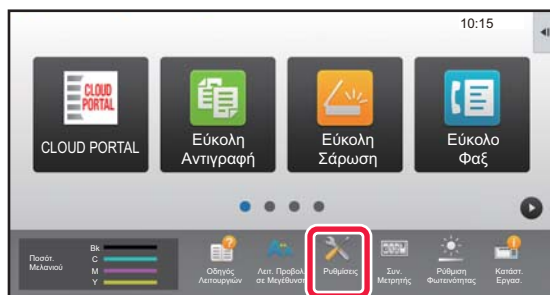 10:15
CLOUD
PORTAL
CLOUD PORTAL
Εύκολη
Αντιγραφή
Εύκολη
Σάρωση
Εύκολο
Φαξ
Ποσότ.
Μελανιού
Bk
C
M
Y
Οδηγός
Λειτουργιών
Λειτ. Προβολ.
σε Μεγέθυνση
Ρυθμίσεις
Συν.
Μετρητής
Ρύθμιση
Φωτεινότητας
Κατάστ.
Εργασ.